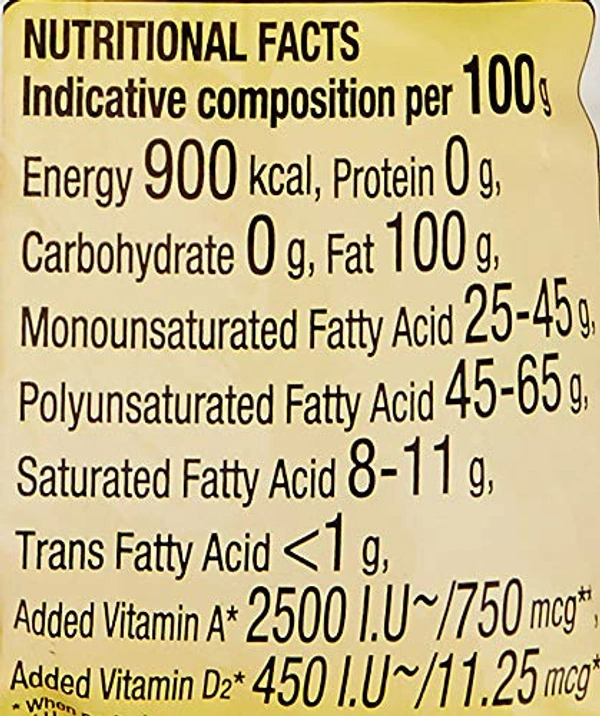 NUTRITIONAL FACTS
Indicative composition per 100g
Energy 900 kcal, Protein 0 g,
Carbohydrate 0 g, Fat 100 g,
Monounsaturated Fatty Acid 25-45 g,
Polyunsaturated Fatty Acid 45-65 g,
Saturated Fatty Acid 8-11 g,
Trans Fatty Acid <1 g,
Added Vitamin A* 2500 I.U~/750 mcg**,
Added Vitamin D2* 450 I.U~/11.25 mcg*
* When